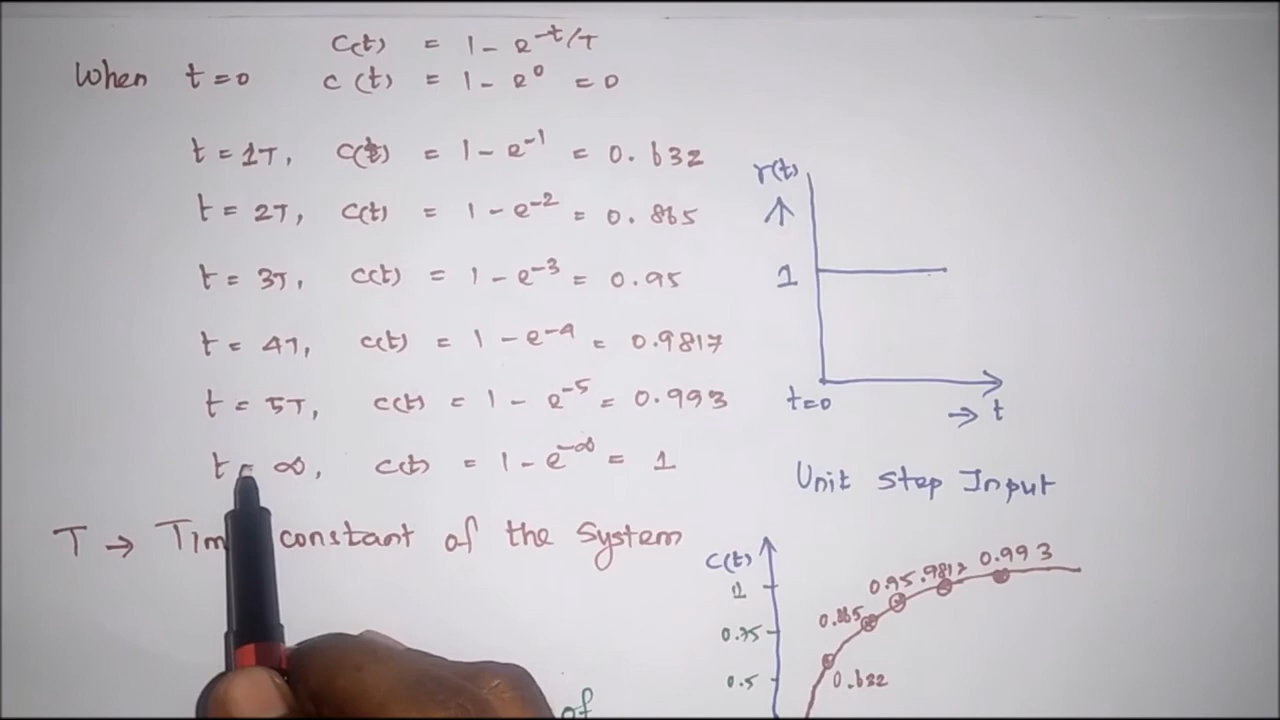 c(t) = 1 - e^-t/T
When t=0 c(t) = 1 - e^0 = 0
t = 1T, c(t) = 1 - e^-1 = 0.632
t = 2T, c(t) = 1 - e^-2 = 0.865
t = 3T, c(t) = 1 - e^-3 = 0.95
t = 4T, c(t) = 1 - e^-4 = 0.9817
t = 5T, c(t) = 1 - e^-5 = 0.993
t = ∞, c(t) = 1 - e^-∞ = 1
T → constant of the System
r(t)
↑
1
t=0
→ t
Unit Step Input
c(t)
1
0.75
0.5
0.632
0.865
0.95
.9817
0.993
of